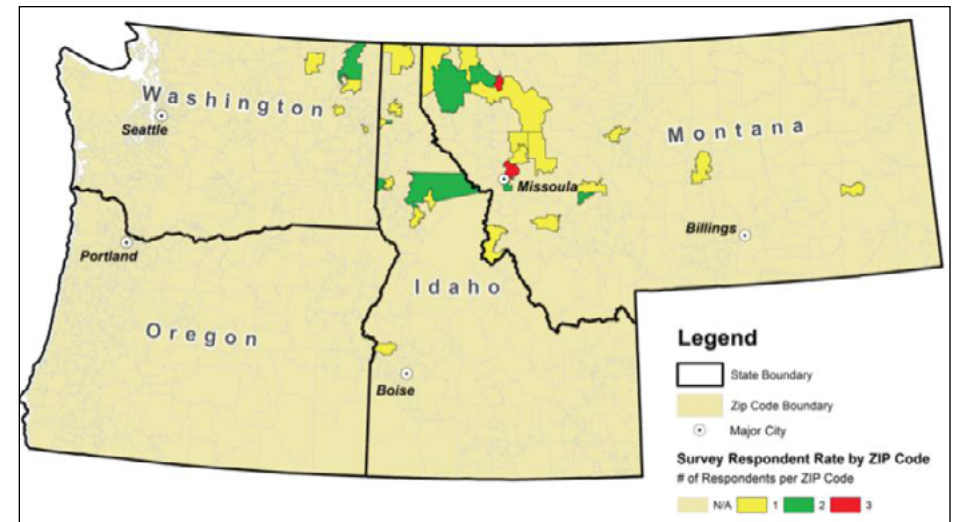 Washington
Seattle
Montana
Missoula
Billings
Portland
Idaho
Oregon
Boise
Legend
State Boundary
Zip Code Boundary
Major City
Survey Respondent Rate by ZIP Code
# of Respondents per ZIP Code
N/A 1 2 3